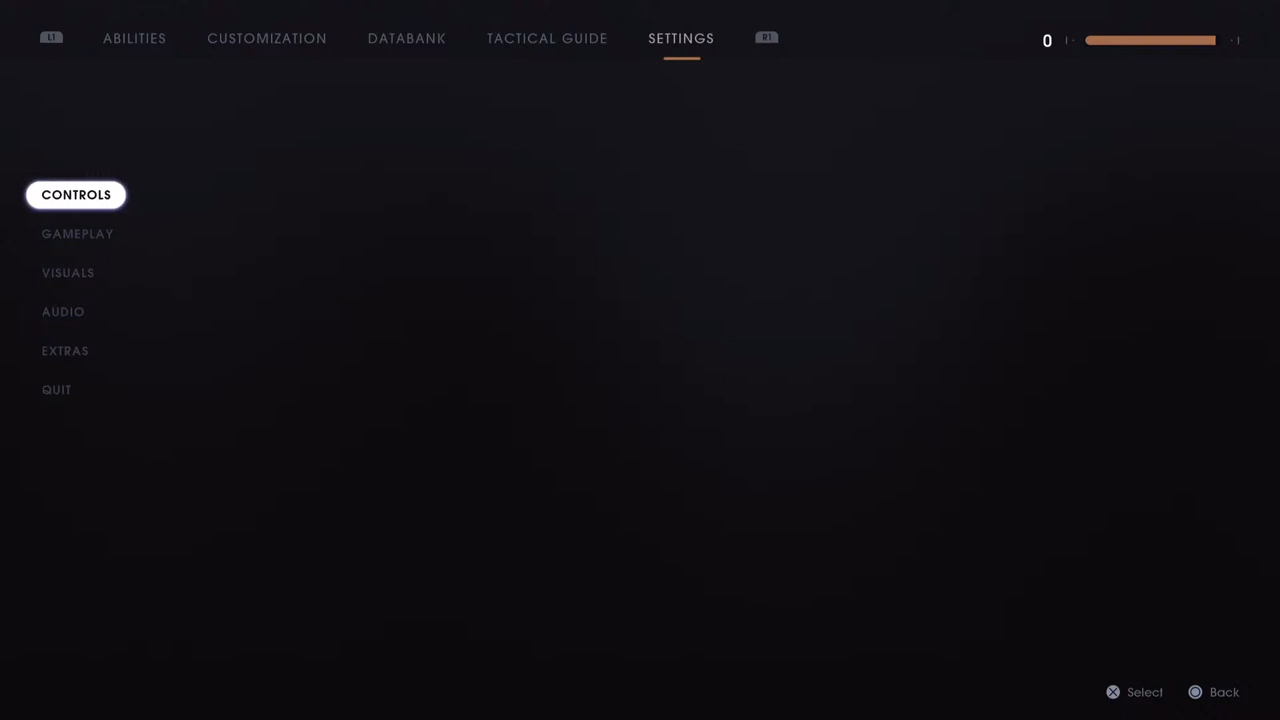 L1 ABILITIES CUSTOMIZATION DATABANK TACTICAL GUIDE SETTINGS R1 0
CONTROLS
GAMEPLAY
VISUALS
AUDIO
EXTRAS
QUIT
Select Back